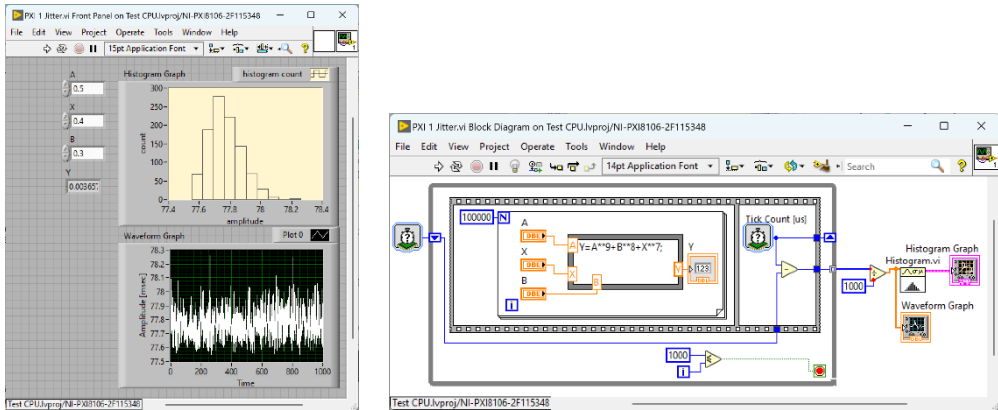 PXI 1 Jitter.vi Front Panel on Test CPU.lvproj/NI-PXI8106-2F115348
File Edit View Project Operate Tools Window Help
15pt Application Font
1
A
0.5
X
0.4
B
0.3
Y
0.003657
Histogram Graph
histogram count
300-
250-
200-
150-
100-
50-
0-
count
77.4 77.6 77.8 78 78.2 78.4
amplitude
Waveform Graph
Plot 0
78.3-
78.2-
78.1-
78-
77.9-
77.8-
77.7-
77.6-
77.5-
Amplitude [msec]
0 200 400 600 800 1000
Time
Test CPU.lvproj/NI-PXI8106-2F115348
PXI 1 Jitter.vi Block Diagram on Test CPU.lvproj/NI-PXI8106-2F115348
File Edit View Project Operate Tools Window Help
14pt Application Font
Search
1
100000 N
A
DBL
X
DBL
B
DBL
A
X
B
Y=A**9+B**8+X**7;
Y
Y
123
DBL
i
Tick Count [us]
1000
Histogram Graph
Histogram.vi
Waveform Graph
1000
i
Test CPU.lvproj/NI-PXI8106-2F115348